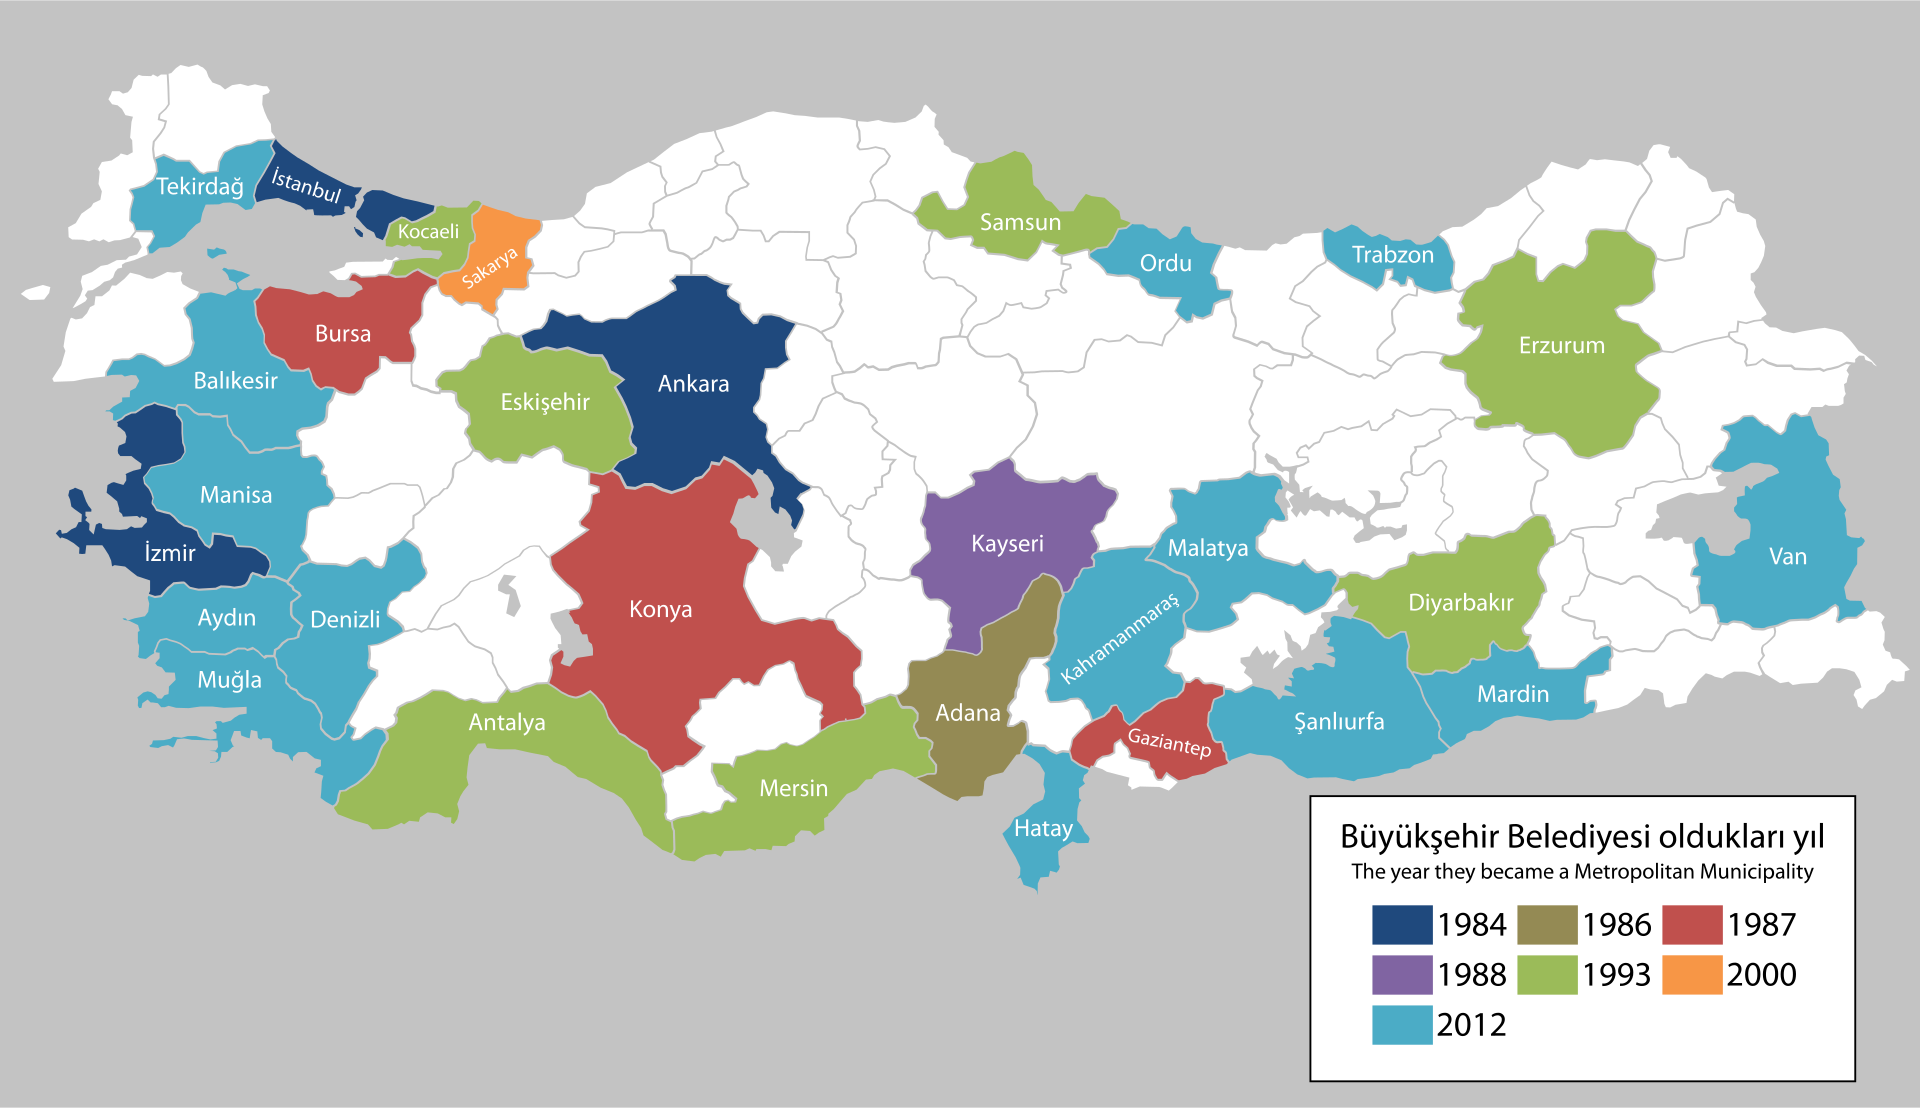 Tekirdağ
İstanbul
Kocaeli
Sakarya
Samsun
Ordu
Trabzon
Bursa
Erzurum
Balıkesir
Eskişehir
Ankara
Manisa
İzmir
Kayseri
Malatya
Van
Aydın
Denizli
Konya
Kahramanmaraş
Diyarbakır
Muğla
Antalya
Adana
Gaziantep
Şanlıurfa
Mardin
Mersin
Hatay
Büyükşehir Belediyesi oldukları yıl
The year they became a Metropolitan Municipality
1984 1986 1987
1988 1993 2000
2012